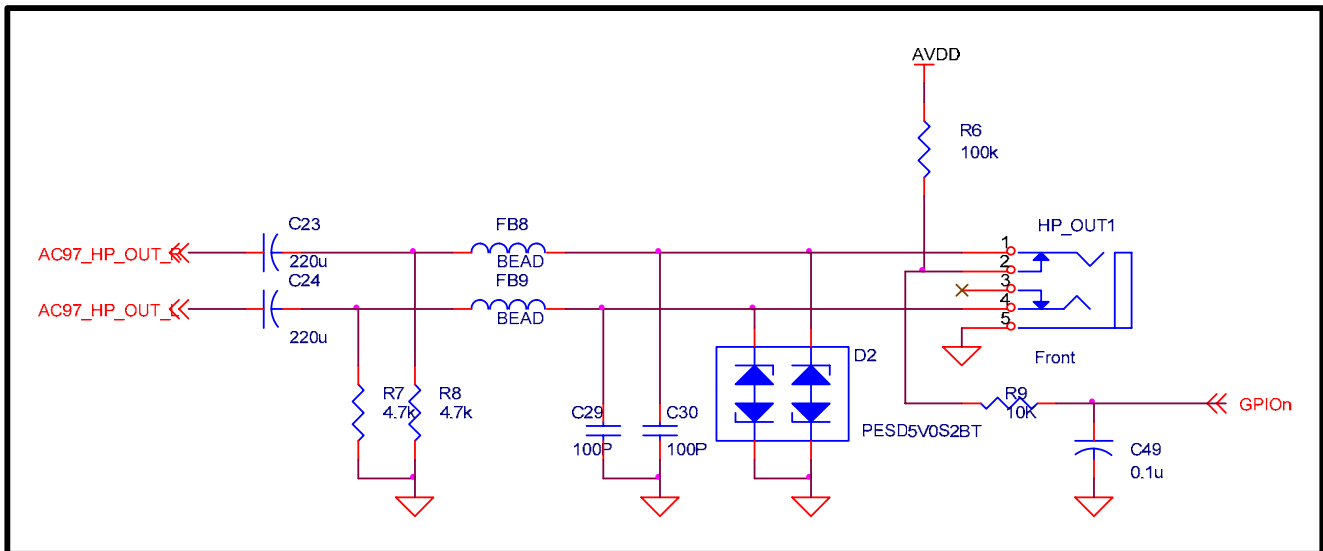 AVDD
R6
100k
C23
220u
C24
220u
AC97_HP_OUT_R
AC97_HP_OUT_L
FB8
BEAD
FB9
BEAD
HP_OUT1
1
2
3
4
5
Front
R7
4.7k
R8
4.7k
C29
100P
C30
100P
D2
PESD5V0S2BT
R9
10K
GPIOn
C49
0.1u